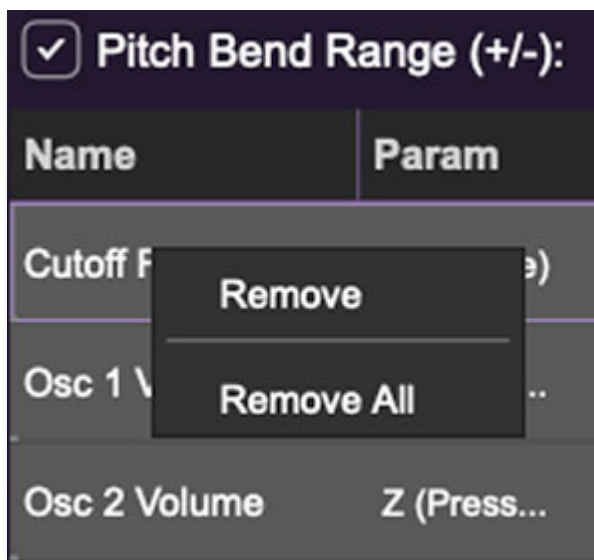 Pitch Bend Range (+/-):
Name Param
Cutoff e)
Remove
Osc 1 ..
Remove All
Osc 2 Volume Z (Press...